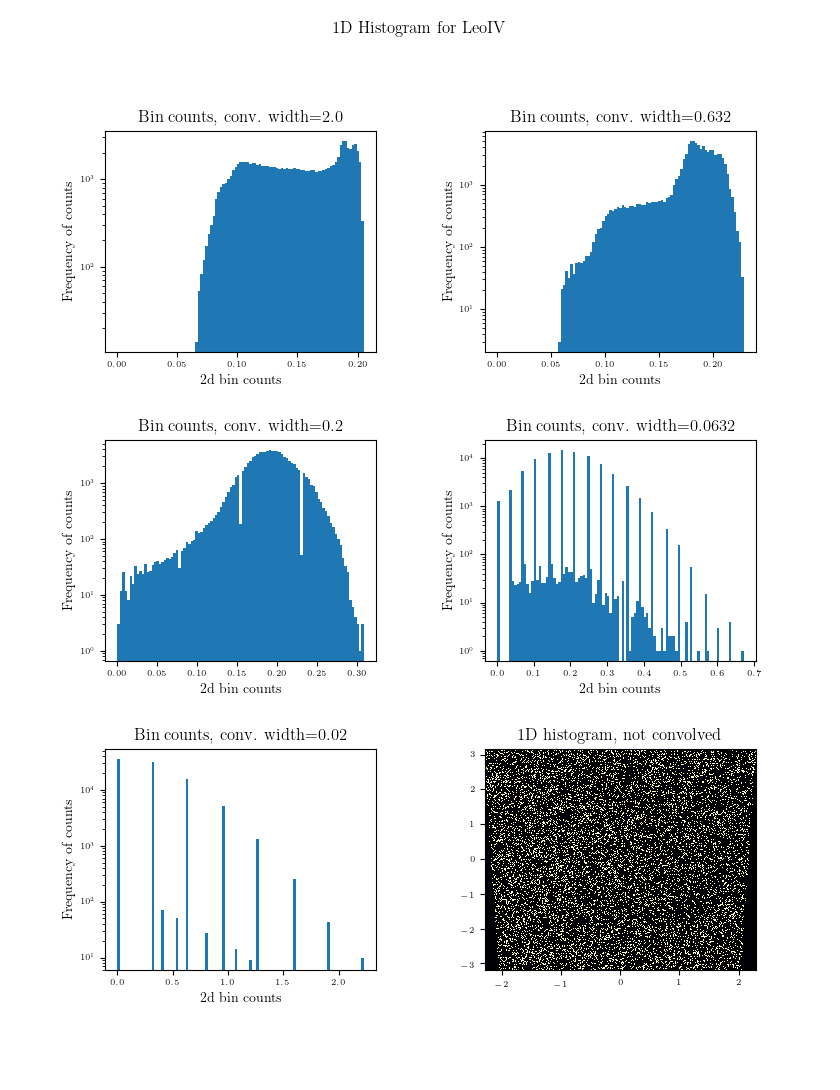 1D Histogram for LeoIV
Bin counts, conv. width=2.0
Frequency of counts
10³
10²
0.00 0.05 0.10 0.15 0.20
2d bin counts
Bin counts, conv. width=0.632
Frequency of counts
10³
10²
10¹
0.00 0.05 0.10 0.15 0.20
2d bin counts
Bin counts, conv. width=0.2
Frequency of counts
10³
10²
10¹
10⁰
0.00 0.05 0.10 0.15 0.20 0.25 0.30
2d bin counts
Bin counts, conv. width=0.0632
Frequency of counts
10⁴
10³
10²
10¹
10⁰
0.0 0.1 0.2 0.3 0.4 0.5 0.6 0.7
2d bin counts
Bin counts, conv. width=0.02
Frequency of counts
10⁴
10³
10²
10¹
0.0 0.5 1.0 1.5 2.0
2d bin counts
1D histogram, not convolved
3
2
1
0
−1
−2
−3
−2 −1 0 1 2